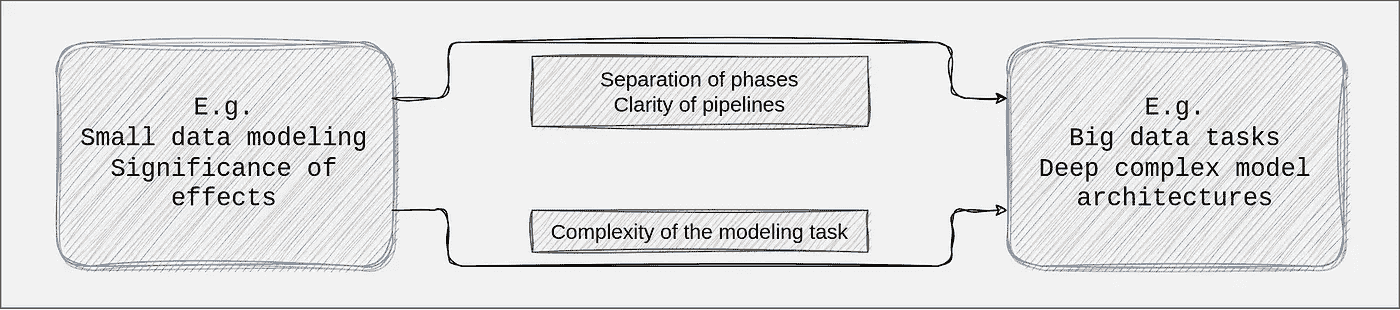 E.g.
Small data modeling
Significance of
effects
Separation of phases
Clarity of pipelines
Complexity of the modeling task
E.g.
Big data tasks
Deep complex model
architectures